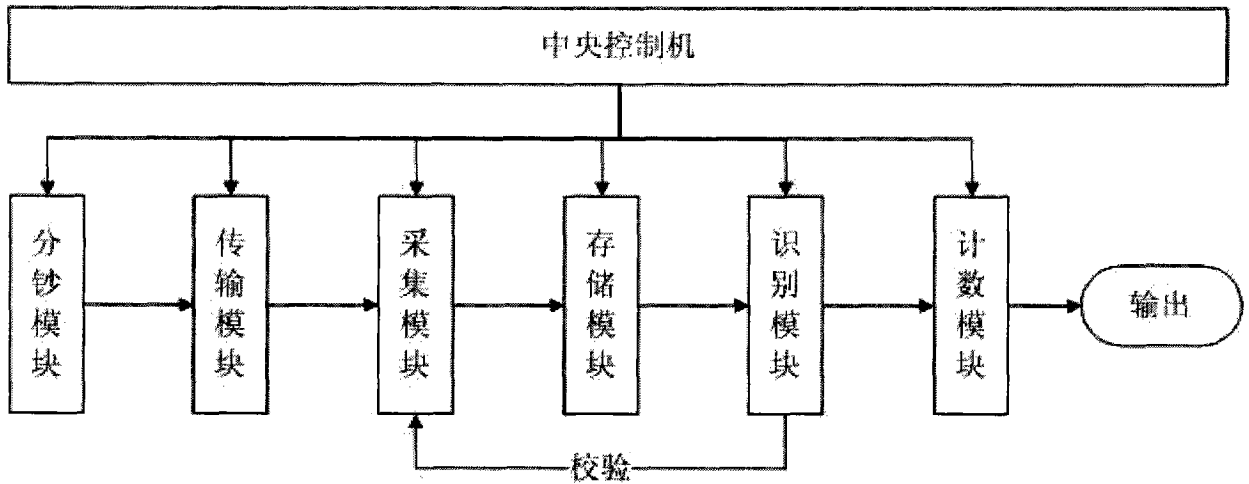 中央控制机
分钞模块
传输模块
采集模块
存储模块
识别模块
计数模块
输出
校验